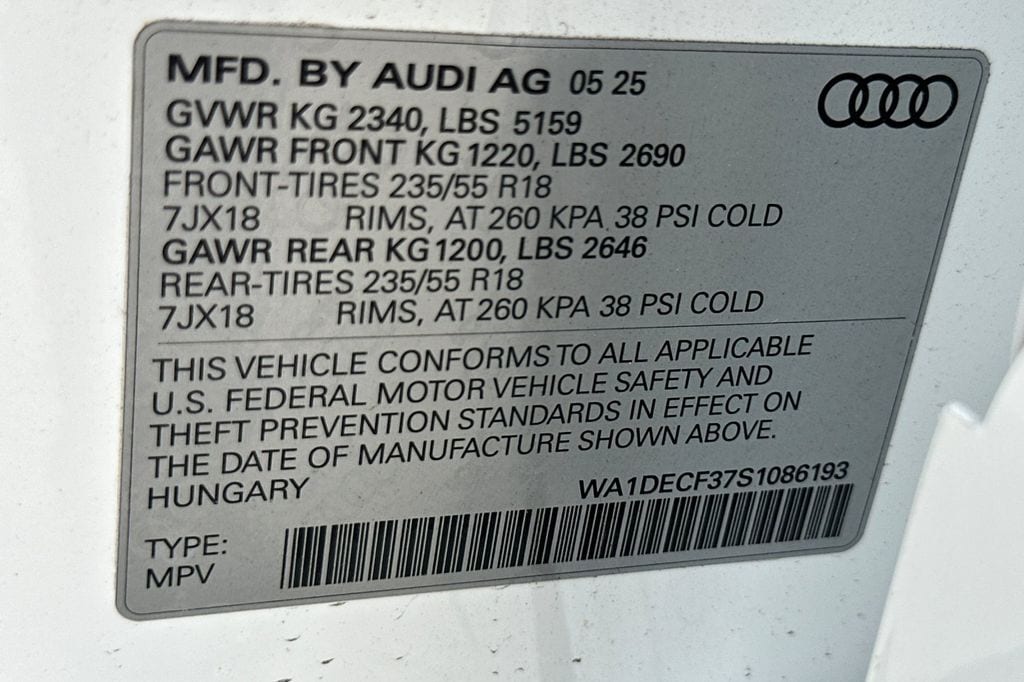 MFD. BY AUDI AG 05 25
GVWR KG 2340, LBS 5159
GAWR FRONT KG 1220, LBS 2690
FRONT-TIRES 235/55 R18
7JX18 RIMS, AT 260 KPA 38 PSI COLD
GAWR REAR KG 1200, LBS 2646
REAR-TIRES 235/55 R18
7JX18 RIMS, AT 260 KPA 38 PSI COLD
THIS VEHICLE CONFORMS TO ALL APPLICABLE
U.S. FEDERAL MOTOR VEHICLE SAFETY AND
THEFT PREVENTION STANDARDS IN EFFECT ON
THE DATE OF MANUFACTURE SHOWN ABOVE.
HUNGARY WA1DECF37S1086193
TYPE:
MPV